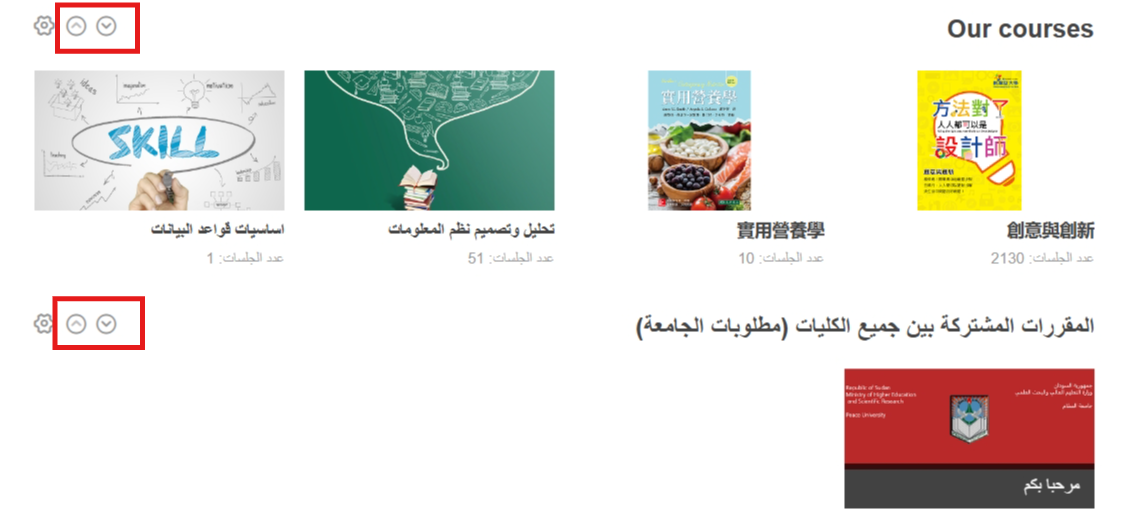 Our courses
Ideas
inspiration
motivation
SKILL
實用營養學
方法對了
人人都可以是
設計師
創意與創新
عدد الجلسات: 2130
實用營養學
عدد الجلسات: 10
تحليل وتصميم نظم المعلومات
عدد الجلسات: 51
اساسيات قواعد البيانات
عدد الجلسات: 1
المقررات المشتركة بين جميع الكليات (مطلوبات الجامعة)
جمهورية السودان
وزارة التعليم العالي والبحث العلمي
جامعة السلام
Republic of Sudan
Ministry of Higher Education
and Scientific Research
Peace University
مرحبا بكم